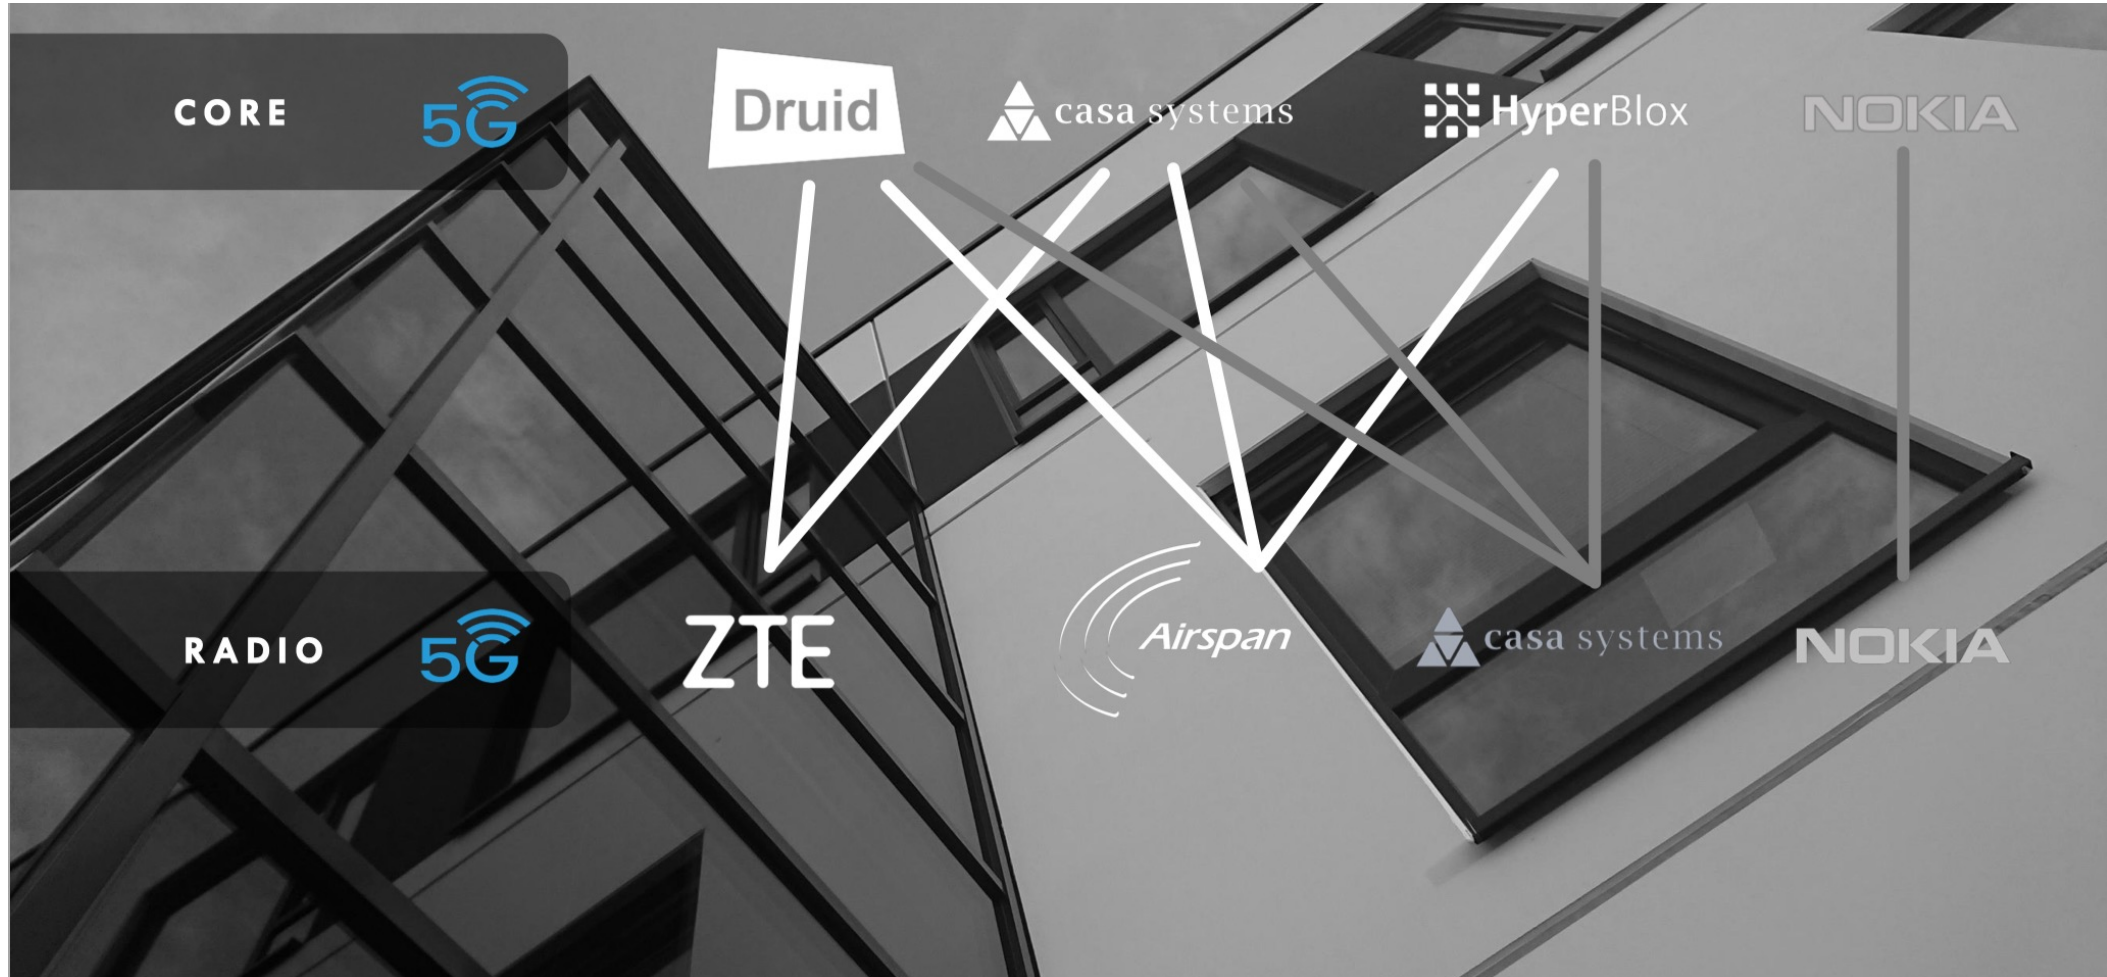 CORE
5G
Druid
casa systems
HyperBlox
NOKIA
RADIO
5G
ZTE
Airspan
casa systems
NOKIA